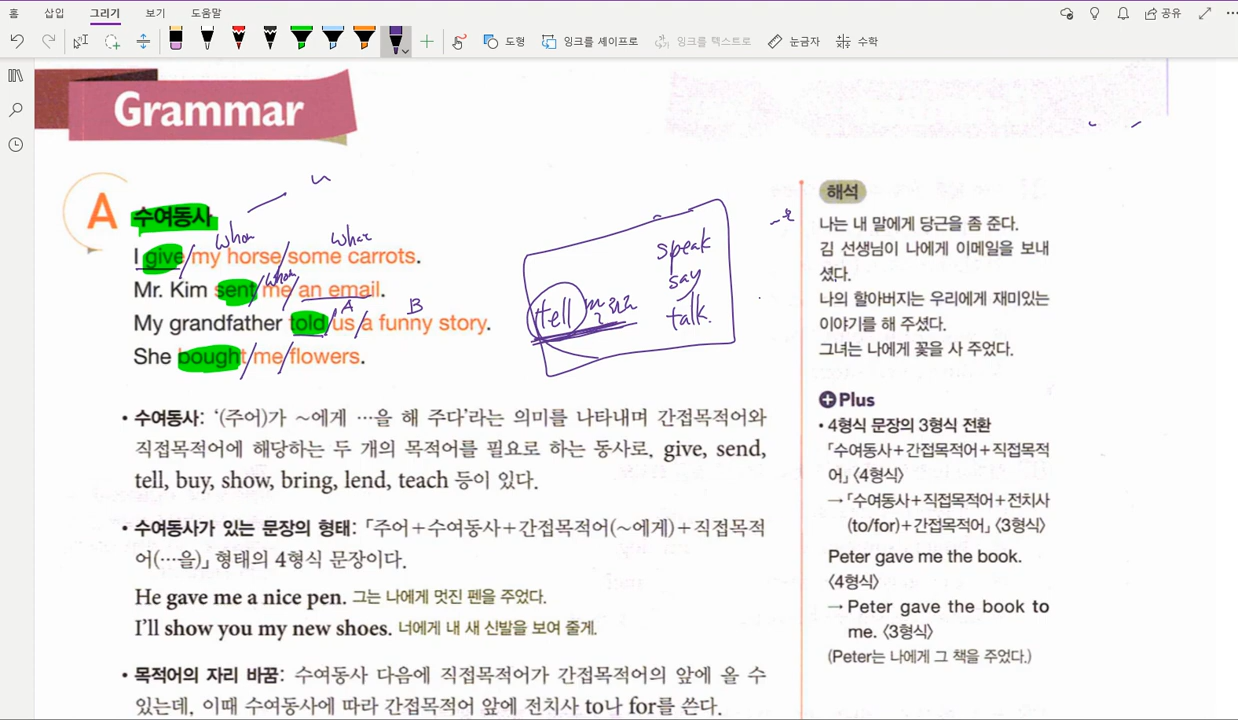 홈 삽입 그리기 보기 도움말 공유
도형 잉크를 셰이프로 잉크를 텍스트로 눈금자 수학
Grammar
A
수여동사
whom what
I give/my horse/some carrots.
whom
Mr. Kim sent/me/an email.
A B
My grandfather told/us/a funny story.
She bought/me/flowers.
speak
say
tell
talk.
• 수여동사: ‘(주어)가 ~에게 …을 해 주다’라는 의미를 나타내며 간접목적어와
직접목적어에 해당하는 두 개의 목적어를 필요로 하는 동사로, give, send,
tell, buy, show, bring, lend, teach 등이 있다.
• 수여동사가 있는 문장의 형태: 「주어+수여동사+간접목적어(~에게)+직접목적
어(…을)」 형태의 4형식 문장이다.
He gave me a nice pen. 그는 나에게 멋진 펜을 주었다.
I’ll show you my new shoes. 너에게 내 새 신발을 보여 줄게.
• 목적어의 자리 바꿈: 수여동사 다음에 직접목적어가 간접목적어의 앞에 올 수
있는데, 이때 수여동사에 따라 간접목적어 앞에 전치사 to나 for를 쓴다.
해석
나는 내 말에게 당근을 좀 준다.
김 선생님이 나에게 이메일을 보내
셨다.
나의 할아버지는 우리에게 재미있는
이야기를 해 주셨다.
그녀는 나에게 꽃을 사 주었다.
Plus
• 4형식 문장의 3형식 전환
「수여동사+간접목적어+직접목적
어」〈4형식〉
→「수여동사+직접목적어+전치사
(to/for)+간접목적어」〈3형식〉
Peter gave me the book.
〈4형식〉
→ Peter gave the book to
me. 〈3형식〉
(Peter는 나에게 그 책을 주었다.)